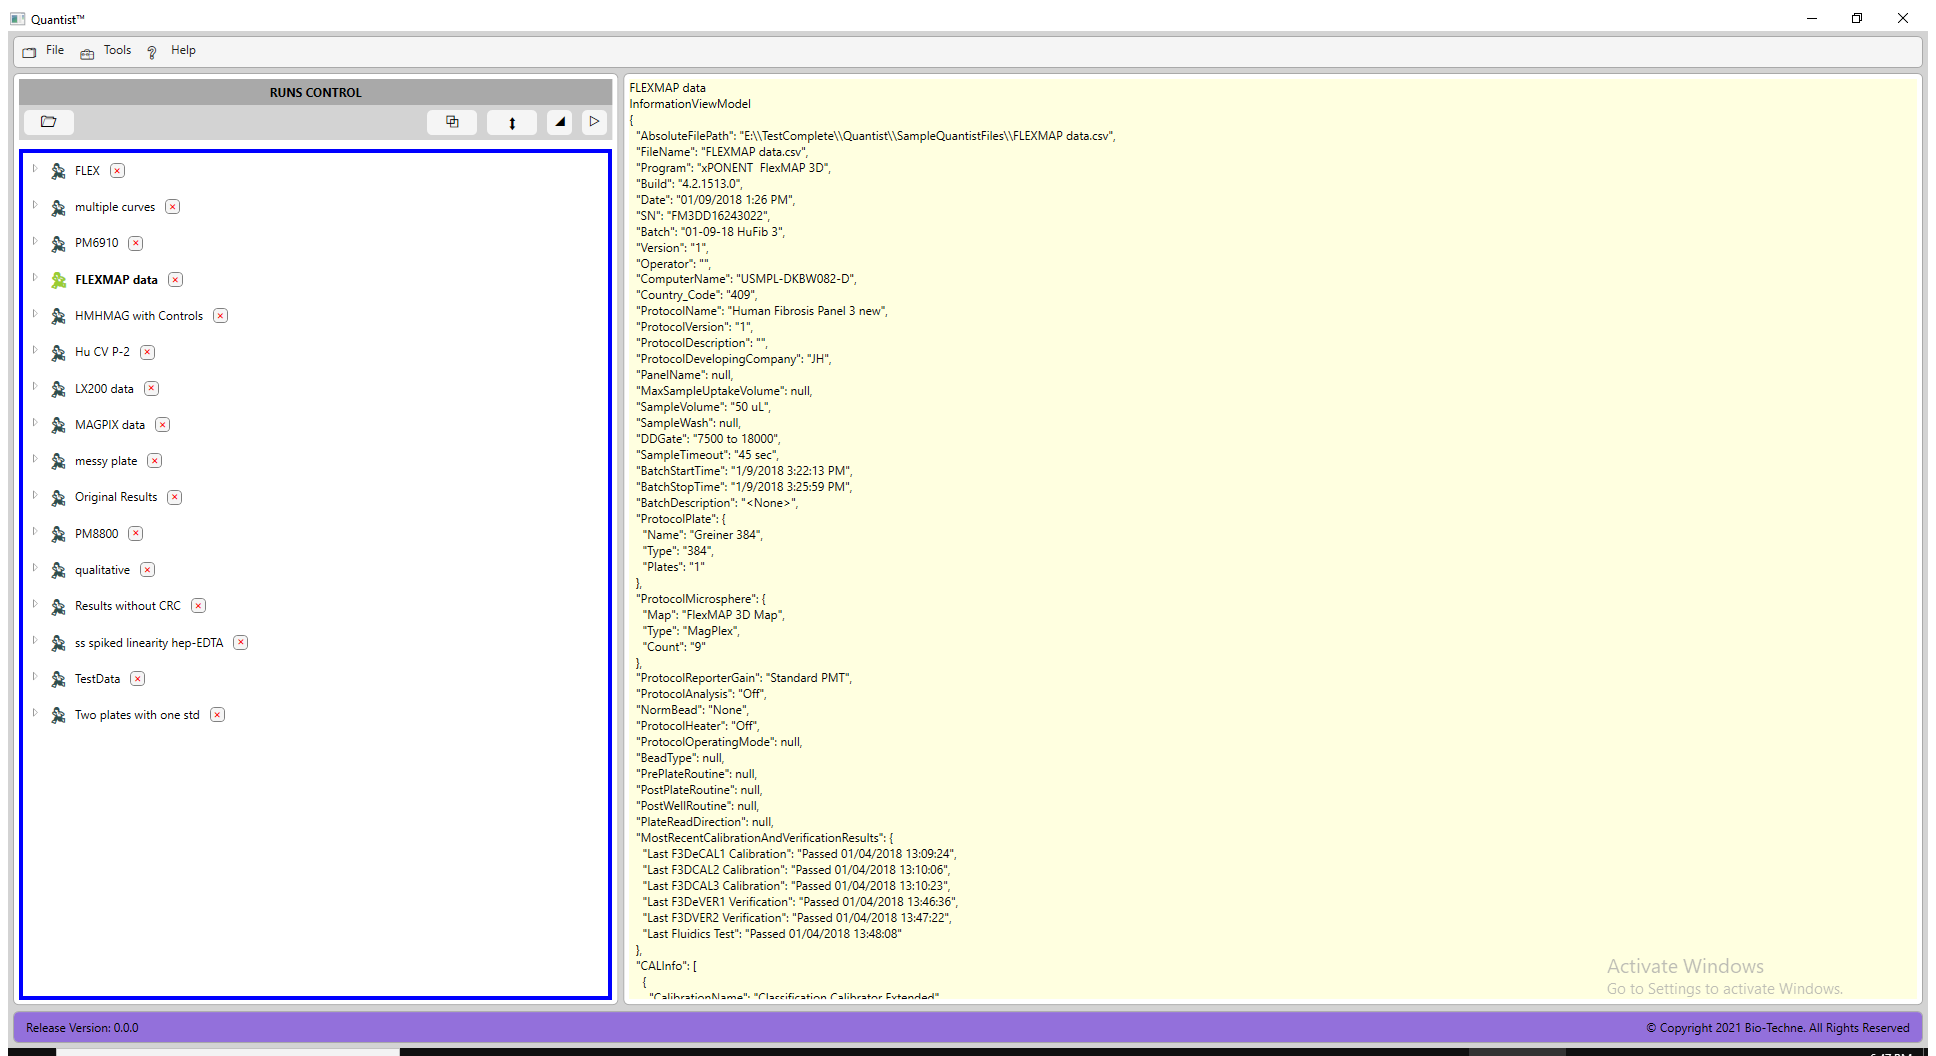 Quantist™
File Tools Help
RUNS CONTROL
FLEX
multiple curves
PM6910
FLEXMAP data
HMHMAG with Controls
Hu CV P-2
LX200 data
MAGPIX data
messy plate
Original Results
PM8800
qualitative
Results without CRC
ss spiked linearity hep-EDTA
TestData
Two plates with one std
FLEXMAP data
InformationViewModel
{
"AbsoluteFilePath": "E:\\TestComplete\\Quantist\\SampleQuantistFiles\\FLEXMAP data.csv",
"FileName": "FLEXMAP data.csv",
"Program": "xPONENT  FlexMAP 3D",
"Build": "4.2.1513.0",
"Date": "01/09/2018 1:26 PM",
"SN": "FM3DD16243022",
"Batch": "01-09-18 HuFib 3",
"Version": "1",
"Operator": "",
"ComputerName": "USMPL-DKBW082-D",
"Country_Code": "409",
"ProtocolName": "Human Fibrosis Panel 3 new",
"ProtocolVersion": "1",
"ProtocolDescription": "",
"ProtocolDevelopingCompany": "JH",
"PanelName": null,
"MaxSampleUptakeVolume": null,
"SampleVolume": "50 uL",
"SampleWash": null,
"DDGate": "7500 to 18000",
"SampleTimeout": "45 sec",
"BatchStartTime": "1/9/2018 3:22:13 PM",
"BatchStopTime": "1/9/2018 3:25:59 PM",
"BatchDescription": "<None>",
"ProtocolPlate": {
"Name": "Greiner 384",
"Type": "384",
"Plates": "1"
},
"ProtocolMicrosphere": {
"Map": "FlexMAP 3D Map",
"Type": "MagPlex",
"Count": "9"
},
"ProtocolReporterGain": "Standard PMT",
"ProtocolAnalysis": "Off",
"NormBead": "None",
"ProtocolHeater": "Off",
"ProtocolOperatingMode": null,
"BeadType": null,
"PrePlateRoutine": null,
"PostPlateRoutine": null,
"PostWellRoutine": null,
"PlateReadDirection": null,
"MostRecentCalibrationAndVerificationResults": {
"Last F3DeCAL1 Calibration": "Passed 01/04/2018 13:09:24",
"Last F3DCAL2 Calibration": "Passed 01/04/2018 13:10:06",
"Last F3DCAL3 Calibration": "Passed 01/04/2018 13:10:23",
"Last F3DeVER1 Verification": "Passed 01/04/2018 13:46:36",
"Last F3DVER2 Verification": "Passed 01/04/2018 13:47:22",
"Last Fluidics Test": "Passed 01/04/2018 13:48:08"
},
"CALInfo": [
{
"CalibrationName": "Classification Calibrator Extended"
Activate Windows
Go to Settings to activate Windows.
Release Version: 0.0.0
© Copyright 2021 Bio-Techne. All Rights Reserved